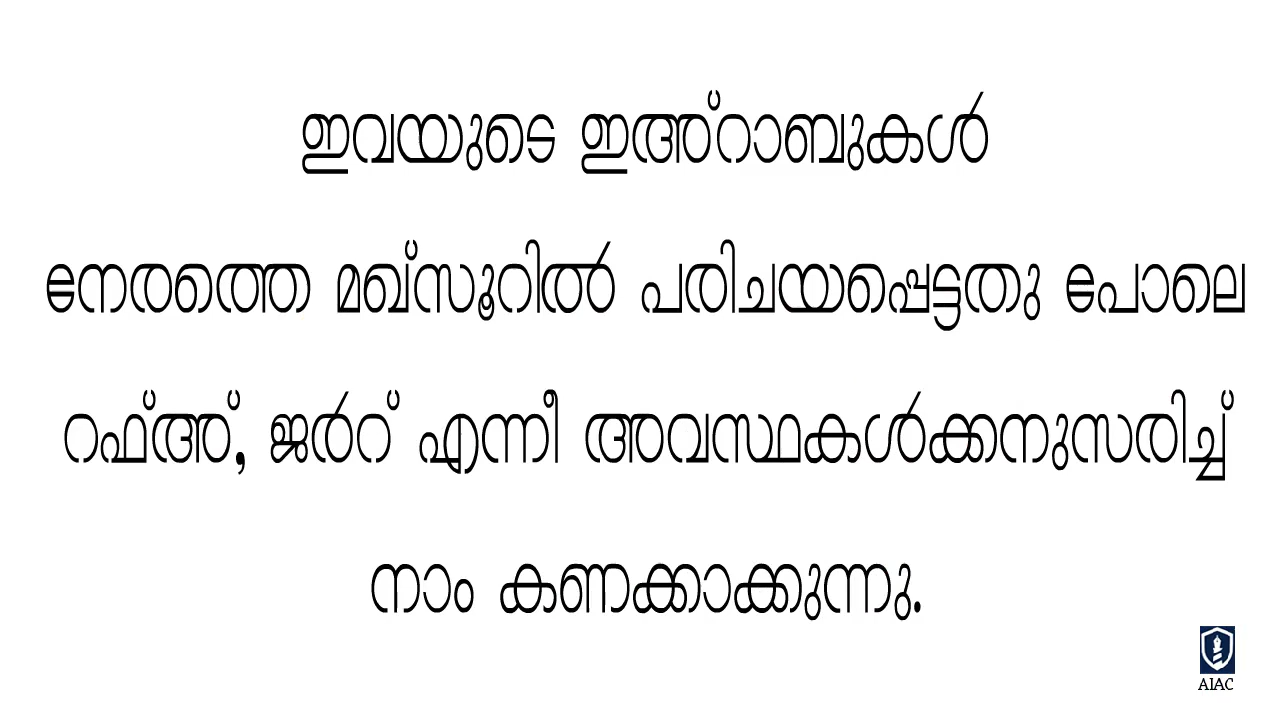 ഇവയുടെ ഇഅ്റാബുകൾ
നേരത്തെ മഖ്സൂറിൽ പരിചയപ്പെട്ടതു പോലെ
റഫ്അ്, ജർറ് എന്നീ അവസ്ഥകൾക്കനുസരിച്ച്
നാം കണക്കാക്കുന്നു.
AIAC